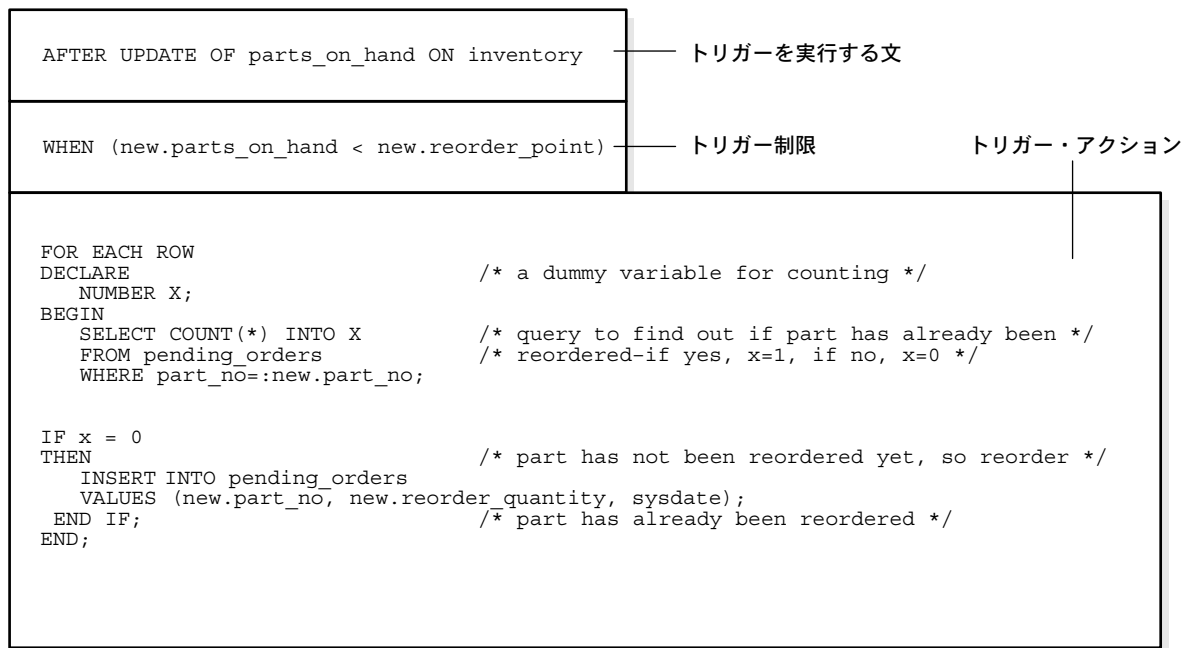 AFTER UPDATE OF parts_on_hand ON inventory
トリガーを実行する文
WHEN (new.parts_on_hand < new.reorder_point)
トリガー制限
トリガー・アクション
FOR EACH ROW
DECLARE /* a dummy variable for counting */
NUMBER X;
BEGIN
SELECT COUNT(*) INTO X /* query to find out if part has already been */
FROM pending_orders /* reordered-if yes, x=1, if no, x=0 */
WHERE part_no=:new.part_no;
IF x = 0
THEN /* part has not been reordered yet, so reorder */
INSERT INTO pending_orders
VALUES (new.part_no, new.reorder_quantity, sysdate);
END IF; /* part has already been reordered */
END;